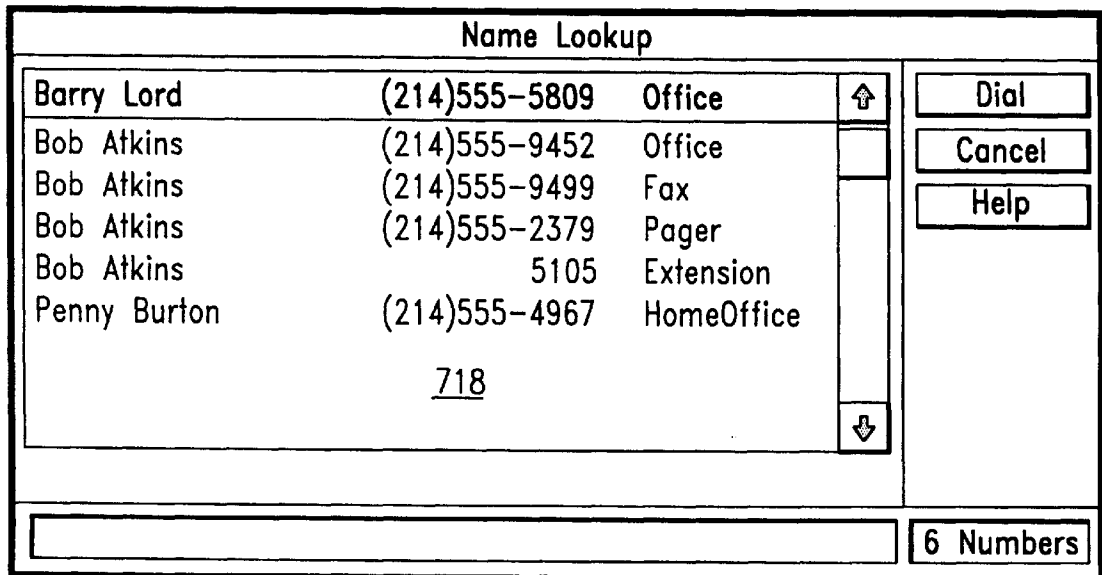 Name Lookup
Barry Lord (214)555-5809 Office
Bob Atkins (214)555-9452 Office
Bob Atkins (214)555-9499 Fax
Bob Atkins (214)555-2379 Pager
Bob Atkins 5105 Extension
Penny Burton (214)555-4967 HomeOffice
718
Dial
Cancel
Help
6 Numbers